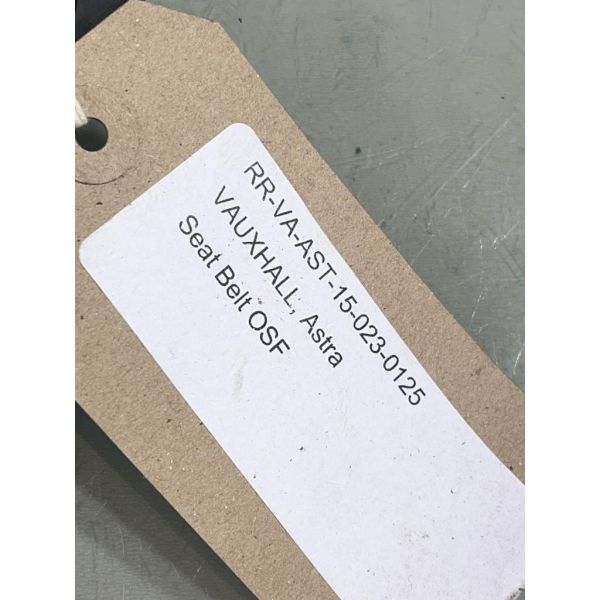 RR-VA-AST-15-023-0125
VAUXHALL, Astra
Seat Belt OSF